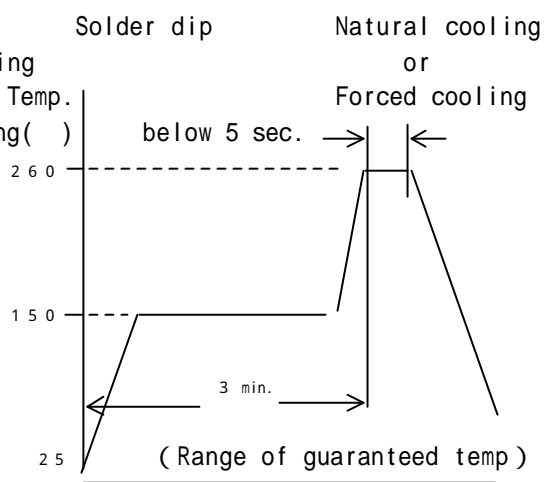 Solder dip Natural cooling
ing or
Temp. Forced cooling
ng( ) below 5 sec.
260
150
3 min.
25 (Range of guaranteed temp)